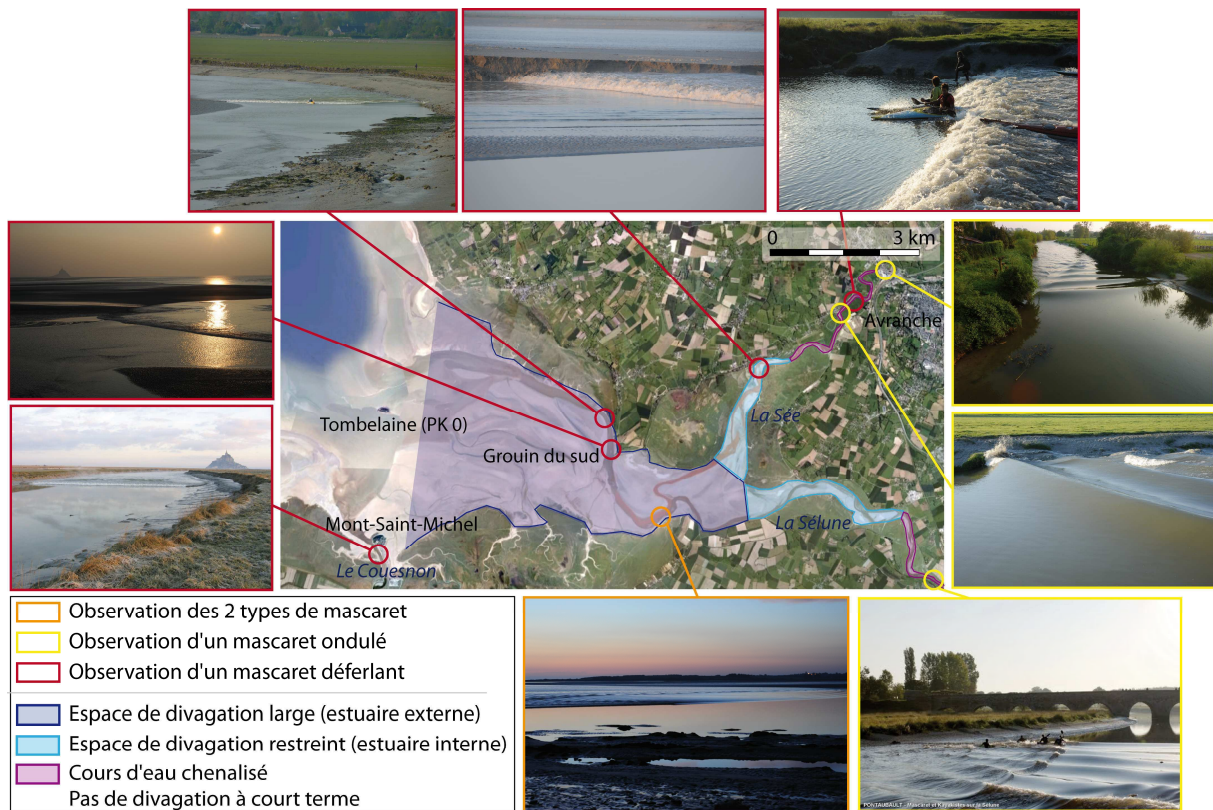 0 3 km
Avranche
La Sée
Tombelaine (PK 0)
Grouin du sud
Mont-Saint-Michel
La Sélune
Le Couesnon
Observation des 2 types de mascaret
Observation d'un mascaret ondulé
Observation d'un mascaret déferlant
Espace de divagation large (estuaire externe)
Espace de divagation restreint (estuaire interne)
Cours d'eau chenalisé
Pas de divagation à court terme
PONTAUBAULT - Mascaret et Kayakistes sur la Sélune